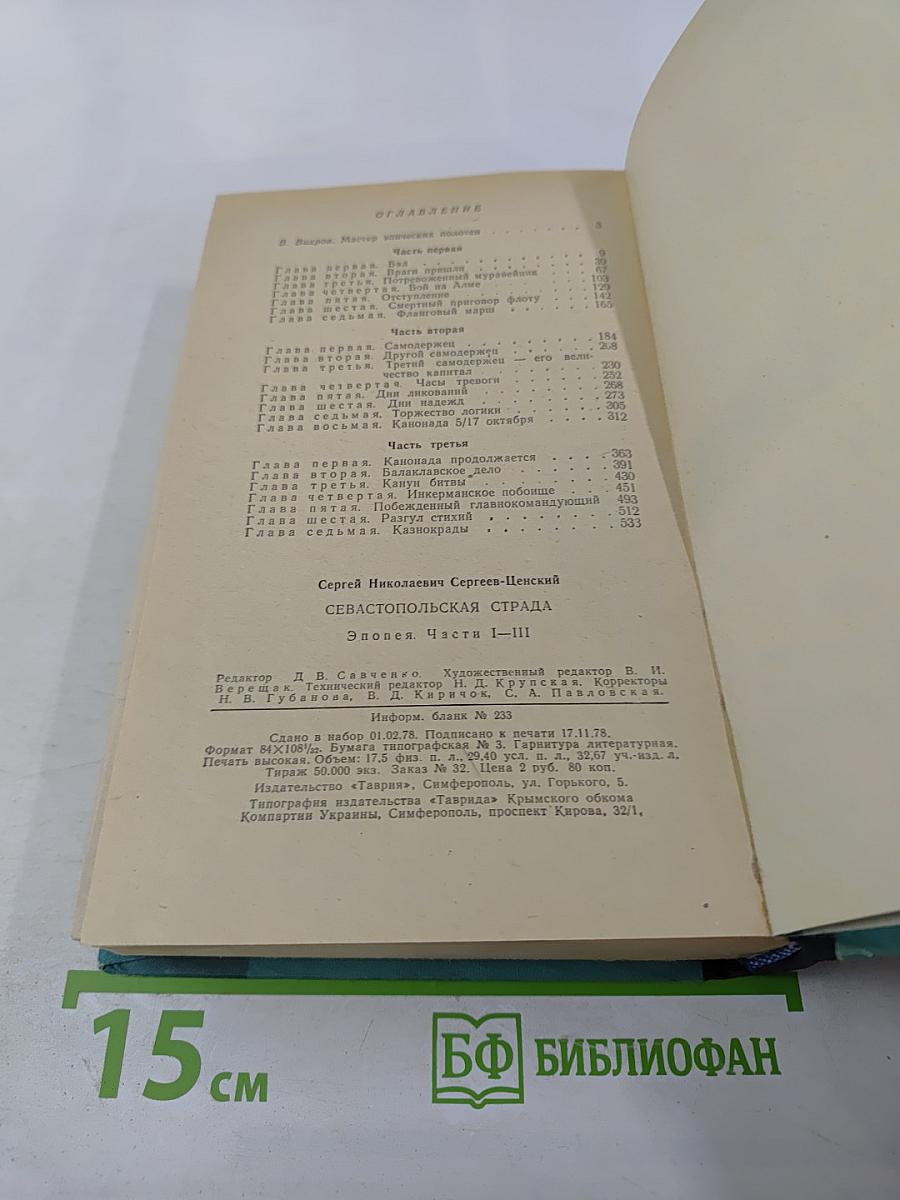 ОГЛАВЛЕНИЕ
В. Вихров. Мастер эпических полотен . . . . . . . 3
Часть первая
Глава первая. Бал . . . . . . . . . . 9
Глава вторая. Враги пришли . . . . . . . 39
Глава третья. Потревоженный муравейник . . . 67
Глава четвертая. Бой на Алме . . . . . . 103
Глава пятая. Отступление . . . . . . . 129
Глава шестая. Смертный приговор флоту . . . 142
Глава седьмая. Фланговый марш . . . . . . 165
Часть вторая
Глава первая. Самодержец . . . . . . . . 184
Глава вторая. Другой самодержец . . . . . . 208
Глава третья. Третий самодержец — его вели-
чество капитал . . . . . . . . 230
Глава четвертая. Часы тревоги . . . . . . 252
Глава пятая. Дни ликований . . . . . . . 268
Глава шестая. Дни надежд . . . . . . . 273
Глава седьмая. Торжество логики . . . . . . 305
Глава восьмая. Канонада 5/17 октября . . . . 312
Часть третья
Глава первая. Канонада продолжается . . . . 363
Глава вторая. Балаклавское дело . . . . . . 391
Глава третья. Канун битвы . . . . . . . 430
Глава четвертая. Инкерманское побоище . . . 451
Глава пятая. Побежденный главнокомандующий 493
Глава шестая. Разгул стихий . . . . . . . 512
Глава седьмая. Казнокрады . . . . . . . 533
Сергей Николаевич Сергеев-Ценский
СЕВАСТОПОЛЬСКАЯ СТРАДА
Эпопея. Части I—III
Редактор Д. В. Савченко. Художественный редактор В. И.
Верещак. Технический редактор Н. Д. Крупская. Корректоры
Н. В. Губанова, В. Д. Киричок, С. А. Павловская.
Информ. бланк № 233
Сдано в набор 01.02.78. Подписано к печати 17.11.78.
Формат 84×108¹/₃₂. Бумага типографская № 3. Гарнитура литературная.
Печать высокая. Объем: 17,5 физ. п. л., 29,40 усл. п. л., 32,67 уч.-изд. л.
Тираж 50.000 экз. Заказ № 32. Цена 2 руб. 80 коп.
Издательство «Таврия», Симферополь, ул. Горького, 5.
Типография издательства «Таврида» Крымского обкома
Компартии Украины, Симферополь, проспект Кирова, 32/1.
15 см
БФ БИБЛИОФАН